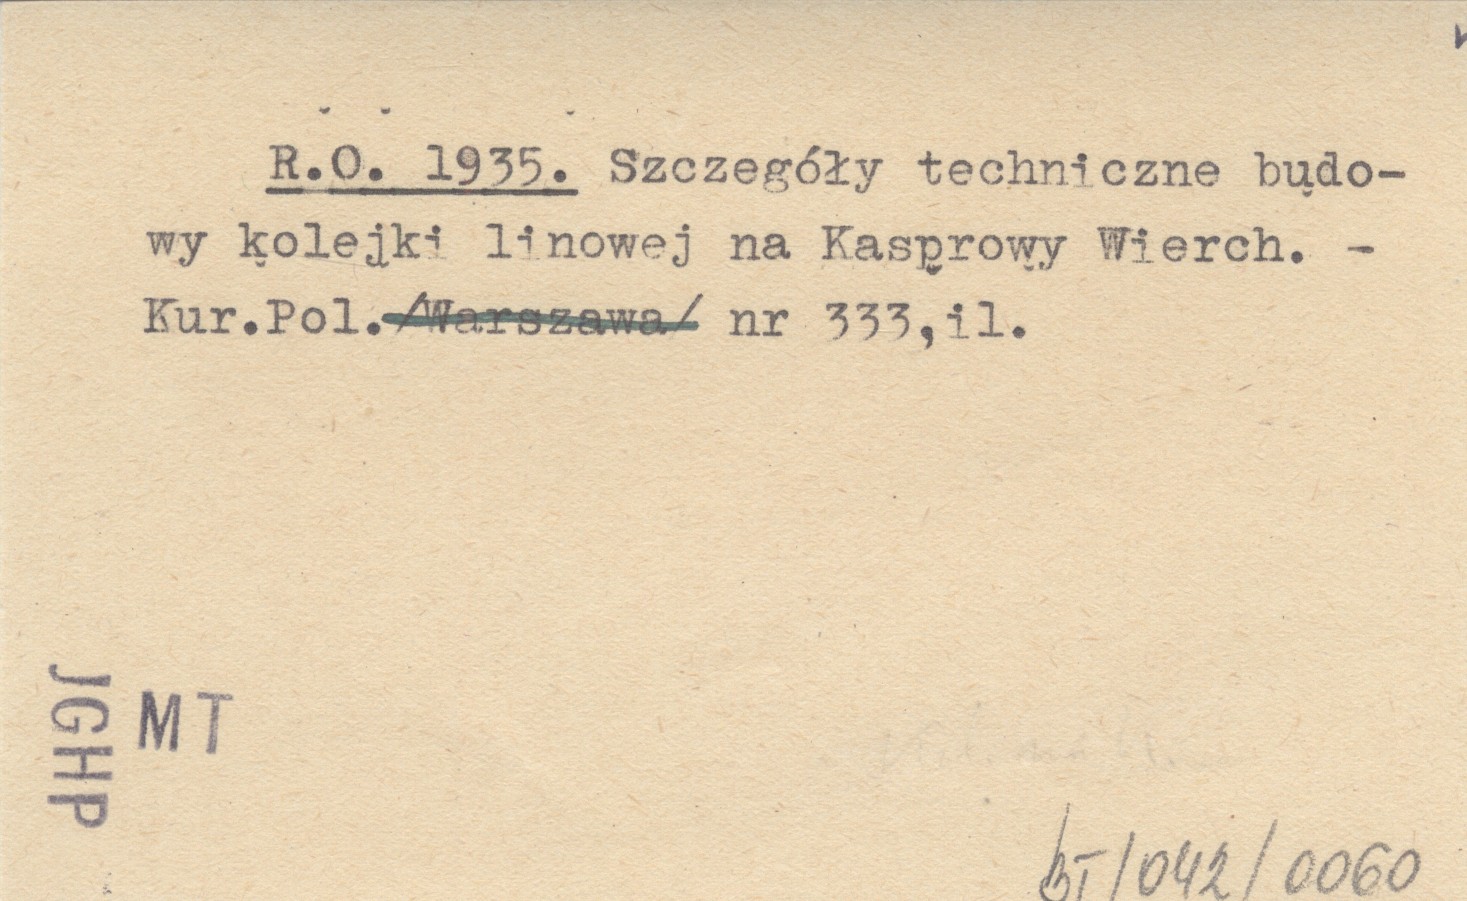 R.O. 1935. Szczegóły techniczne budo-
wy kolejki linowej na Kasprowy Wierch. -
Kur.Pol. /Warszawa/ nr 333,il.
MT
JGHP
BT/042/0060